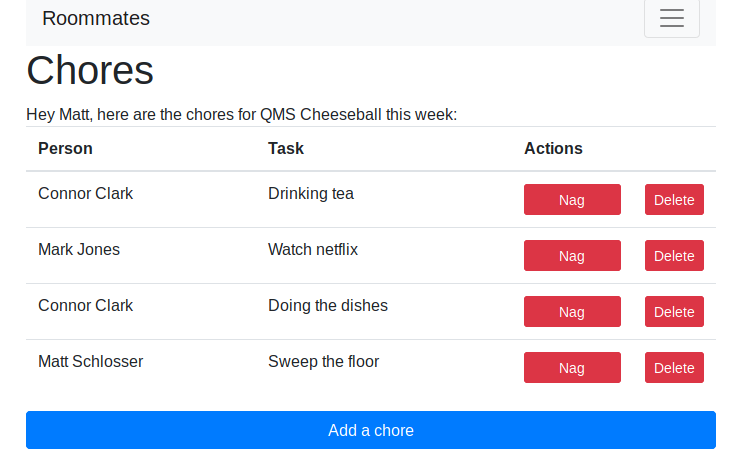 Roommates
Chores
Hey Matt, here are the chores for QMS Cheeseball this week:
Person Task Actions
Connor Clark Drinking tea Nag Delete
Mark Jones Watch netflix Nag Delete
Connor Clark Doing the dishes Nag Delete
Matt Schlosser Sweep the floor Nag Delete
Add a chore